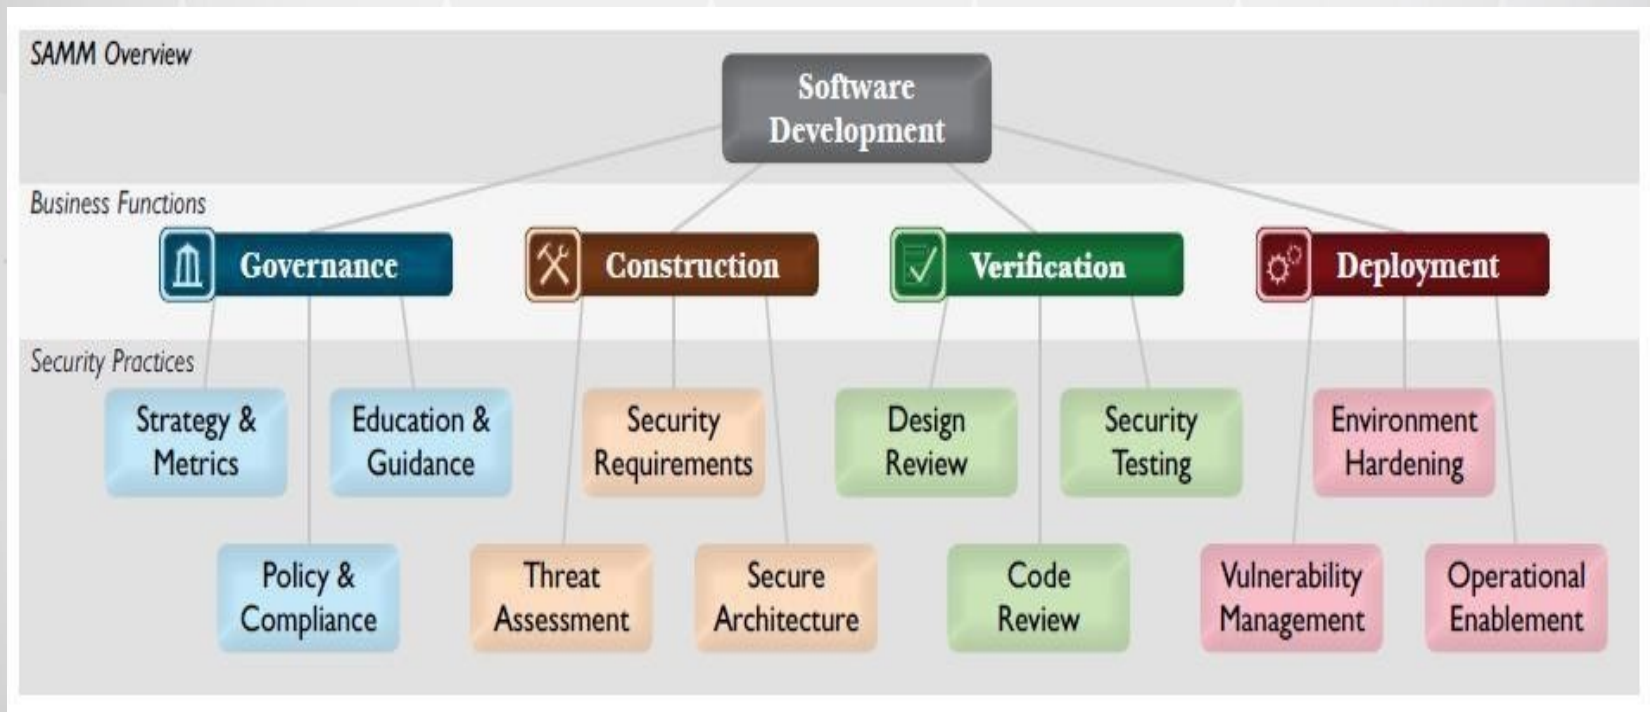 SAMM Overview
Software
Development
Business Functions
Governance
Construction
Verification
Deployment
Security Practices
Strategy &
Metrics
Education &
Guidance
Security
Requirements
Design
Review
Security
Testing
Environment
Hardening
Policy &
Compliance
Threat
Assessment
Secure
Architecture
Code
Review
Vulnerability
Management
Operational
Enablement